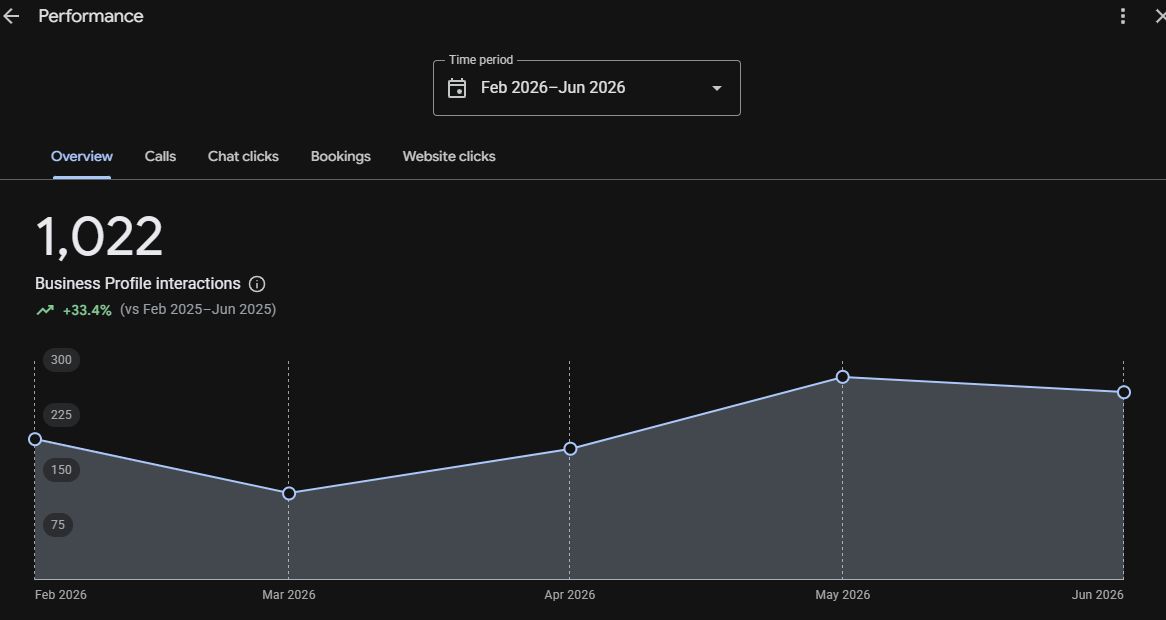 Performance
Time period
Feb 2026–Jun 2026
Overview Calls Chat clicks Bookings Website clicks
1,022
Business Profile interactions
+33.4% (vs Feb 2025–Jun 2025)
300
225
150
75
Feb 2026 Mar 2026 Apr 2026 May 2026 Jun 2026